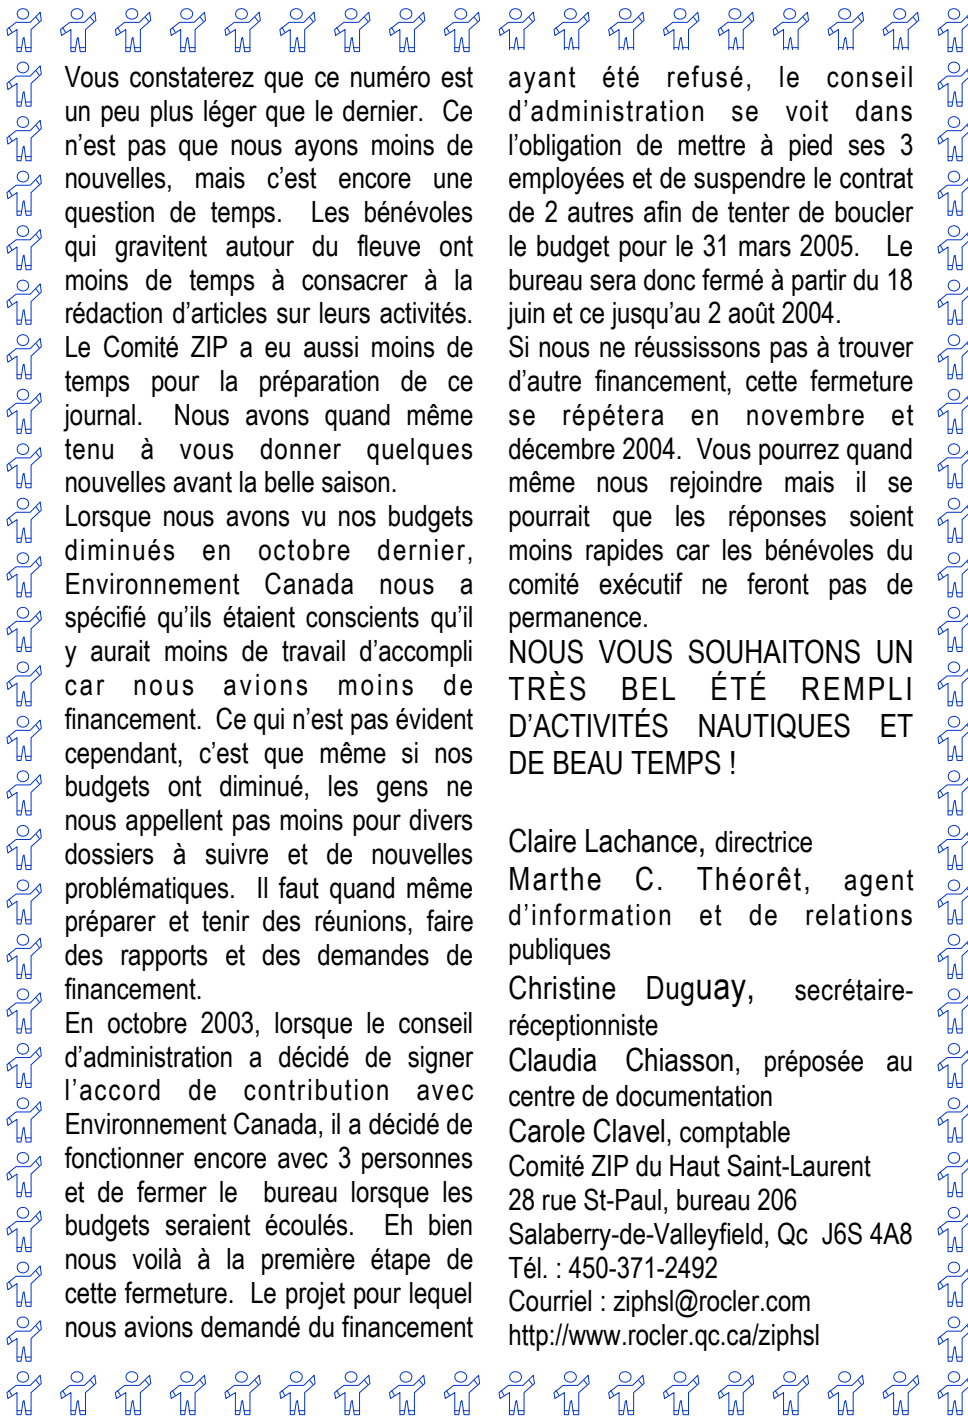 Vous constaterez que ce numéro est
un peu plus léger que le dernier.  Ce
n’est pas que nous ayons moins de
nouvelles, mais c’est encore une
question de temps.  Les bénévoles
qui gravitent autour du fleuve ont
moins de temps à consacrer à la
rédaction d’articles sur leurs activités.
Le Comité ZIP a eu aussi moins de
temps pour la préparation de ce
journal.  Nous avons quand même
tenu à vous donner quelques
nouvelles avant la belle saison.
Lorsque nous avons vu nos budgets
diminués en octobre dernier,
Environnement Canada nous a
spécifié qu’ils étaient conscients qu’il
y aurait moins de travail d’accompli
car nous avions moins de
financement.  Ce qui n’est pas évident
cependant, c’est que même si nos
budgets ont diminué, les gens ne
nous appellent pas moins pour divers
dossiers à suivre et de nouvelles
problématiques.  Il faut quand même
préparer et tenir des réunions, faire
des rapports et des demandes de
financement.
En octobre 2003, lorsque le conseil
d’administration a décidé de signer
l’accord de contribution avec
Environnement Canada, il a décidé de
fonctionner encore avec 3 personnes
et de fermer le  bureau lorsque les
budgets seraient écoulés.  Eh bien
nous voilà à la première étape de
cette fermeture.  Le projet pour lequel
nous avions demandé du financement
ayant été refusé, le conseil
d’administration se voit dans
l’obligation de mettre à pied ses 3
employées et de suspendre le contrat
de 2 autres afin de tenter de boucler
le budget pour le 31 mars 2005.  Le
bureau sera donc fermé à partir du 18
juin et ce jusqu’au 2 août 2004.
Si nous ne réussissons pas à trouver
d’autre financement, cette fermeture
se répétera en novembre et
décembre 2004.  Vous pourrez quand
même nous rejoindre mais il se
pourrait que les réponses soient
moins rapides car les bénévoles du
comité exécutif ne feront pas de
permanence.
NOUS VOUS SOUHAITONS UN
TRÈS BEL ÉTÉ REMPLI
D’ACTIVITÉS NAUTIQUES ET
DE BEAU TEMPS !
Claire Lachance, directrice
Marthe C. Théorêt, agent
d’information et de relations
publiques
Christine Duguay, secrétaire-
réceptionniste
Claudia Chiasson, préposée au
centre de documentation
Carole Clavel, comptable
Comité ZIP du Haut Saint-Laurent
28 rue St-Paul, bureau 206
Salaberry-de-Valleyfield, Qc  J6S 4A8
Tél. : 450-371-2492
Courriel : ziphsl@rocler.com
http://www.rocler.qc.ca/ziphsl